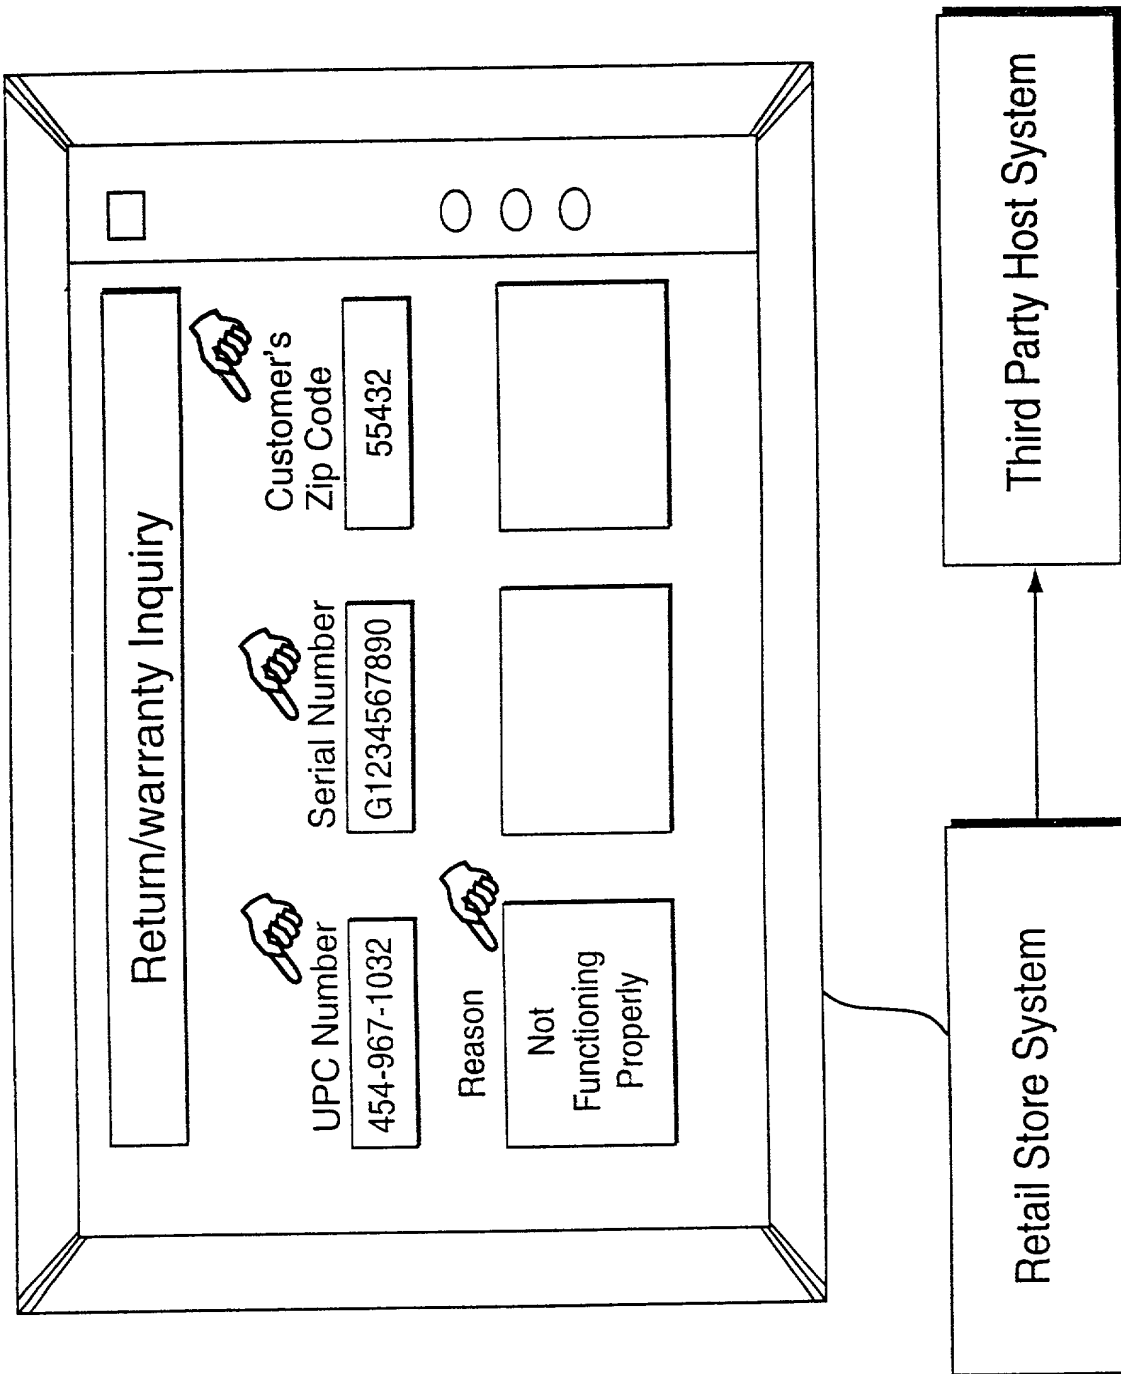 Return/warranty Inquiry
UPC Number
454-967-1032
Serial Number
G1234567890
Customer's
Zip Code
55432
Reason
Not
Functioning
Properly
Retail Store System
Third Party Host System